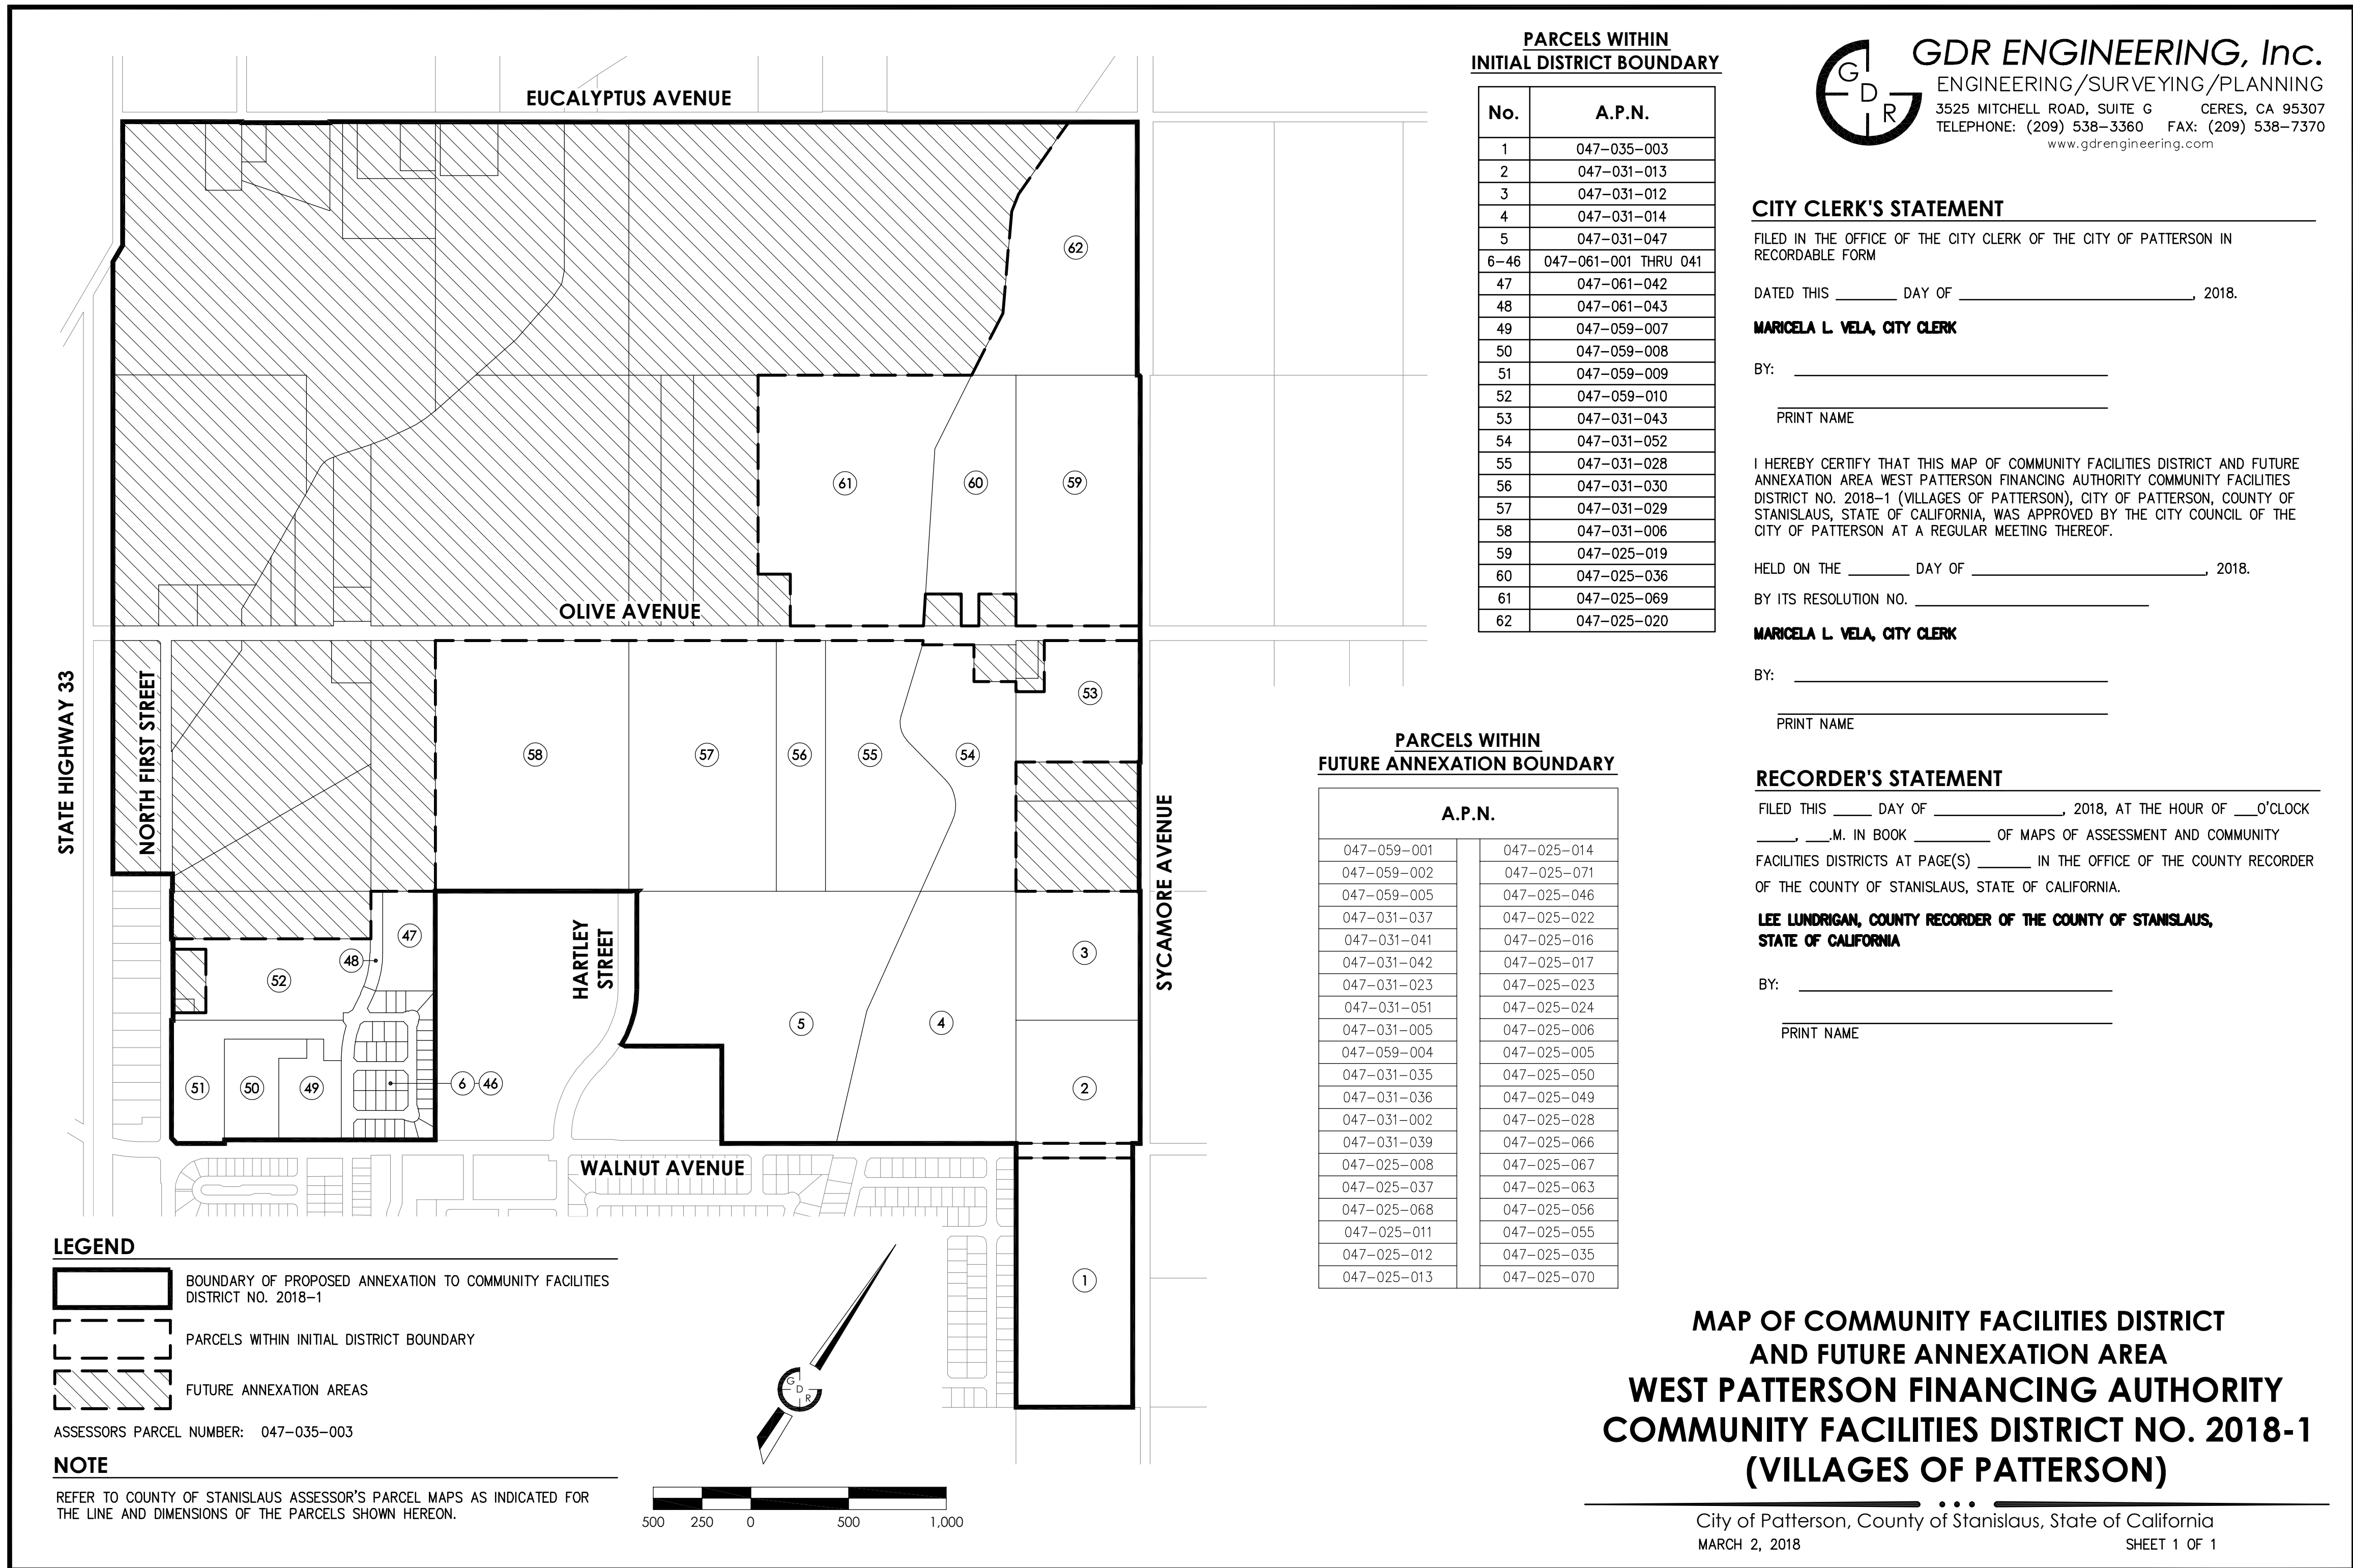 EUCALYPTUS AVENUE
62
61
60
59
OLIVE AVENUE
STATE HIGHWAY 33
NORTH FIRST STREET
58
57
56
55
54
53
SYCAMORE AVENUE
HARTLEY
STREET
47
48
52
3
5
4
51
50
49
6
46
2
WALNUT AVENUE
1
LEGEND
BOUNDARY OF PROPOSED ANNEXATION TO COMMUNITY FACILITIES
DISTRICT NO. 2018-1
PARCELS WITHIN INITIAL DISTRICT BOUNDARY
FUTURE ANNEXATION AREAS
ASSESSORS PARCEL NUMBER: 047-035-003
NOTE
REFER TO COUNTY OF STANISLAUS ASSESSOR'S PARCEL MAPS AS INDICATED FOR
THE LINE AND DIMENSIONS OF THE PARCELS SHOWN HEREON.
G
D
R
500 250 0 500 1,000
PARCELS WITHIN
INITIAL DISTRICT BOUNDARY
No. A.P.N.
1 047-035-003
2 047-031-013
3 047-031-012
4 047-031-014
5 047-031-047
6-46 047-061-001 THRU 041
47 047-061-042
48 047-061-043
49 047-059-007
50 047-059-008
51 047-059-009
52 047-059-010
53 047-031-043
54 047-031-052
55 047-031-028
56 047-031-030
57 047-031-029
58 047-031-006
59 047-025-019
60 047-025-036
61 047-025-069
62 047-025-020
PARCELS WITHIN
FUTURE ANNEXATION BOUNDARY
A.P.N.
047-059-001 047-025-014
047-059-002 047-025-071
047-059-005 047-025-046
047-031-037 047-025-022
047-031-041 047-025-016
047-031-042 047-025-017
047-031-023 047-025-023
047-031-051 047-025-024
047-031-005 047-025-006
047-059-004 047-025-005
047-031-035 047-025-050
047-031-036 047-025-049
047-031-002 047-025-028
047-031-039 047-025-066
047-025-008 047-025-067
047-025-037 047-025-063
047-025-068 047-025-056
047-025-011 047-025-055
047-025-012 047-025-035
047-025-013 047-025-070
G
D
R
GDR ENGINEERING, Inc.
ENGINEERING/SURVEYING/PLANNING
3525 MITCHELL ROAD, SUITE G CERES, CA 95307
TELEPHONE: (209) 538-3360 FAX: (209) 538-7370
www.gdrengineering.com
CITY CLERK'S STATEMENT
FILED IN THE OFFICE OF THE CITY CLERK OF THE CITY OF PATTERSON IN
RECORDABLE FORM
DATED THIS ______ DAY OF ______________________, 2018.
MARICELA L. VELA, CITY CLERK
BY:
PRINT NAME
I HEREBY CERTIFY THAT THIS MAP OF COMMUNITY FACILITIES DISTRICT AND FUTURE
ANNEXATION AREA WEST PATTERSON FINANCING AUTHORITY COMMUNITY FACILITIES
DISTRICT NO. 2018-1 (VILLAGES OF PATTERSON), CITY OF PATTERSON, COUNTY OF
STANISLAUS, STATE OF CALIFORNIA, WAS APPROVED BY THE CITY COUNCIL OF THE
CITY OF PATTERSON AT A REGULAR MEETING THEREOF.
HELD ON THE ______ DAY OF ______________________, 2018.
BY ITS RESOLUTION NO. ______________________
MARICELA L. VELA, CITY CLERK
BY:
PRINT NAME
RECORDER'S STATEMENT
FILED THIS _____ DAY OF ____________, 2018, AT THE HOUR OF __O'CLOCK
____, __.M. IN BOOK _______ OF MAPS OF ASSESSMENT AND COMMUNITY
FACILITIES DISTRICTS AT PAGE(S) _____ IN THE OFFICE OF THE COUNTY RECORDER
OF THE COUNTY OF STANISLAUS, STATE OF CALIFORNIA.
LEE LUNDRIGAN, COUNTY RECORDER OF THE COUNTY OF STANISLAUS,
STATE OF CALIFORNIA
BY:
PRINT NAME
MAP OF COMMUNITY FACILITIES DISTRICT
AND FUTURE ANNEXATION AREA
WEST PATTERSON FINANCING AUTHORITY
COMMUNITY FACILITIES DISTRICT NO. 2018-1
(VILLAGES OF PATTERSON)
City of Patterson, County of Stanislaus, State of California
MARCH 2, 2018 SHEET 1 OF 1